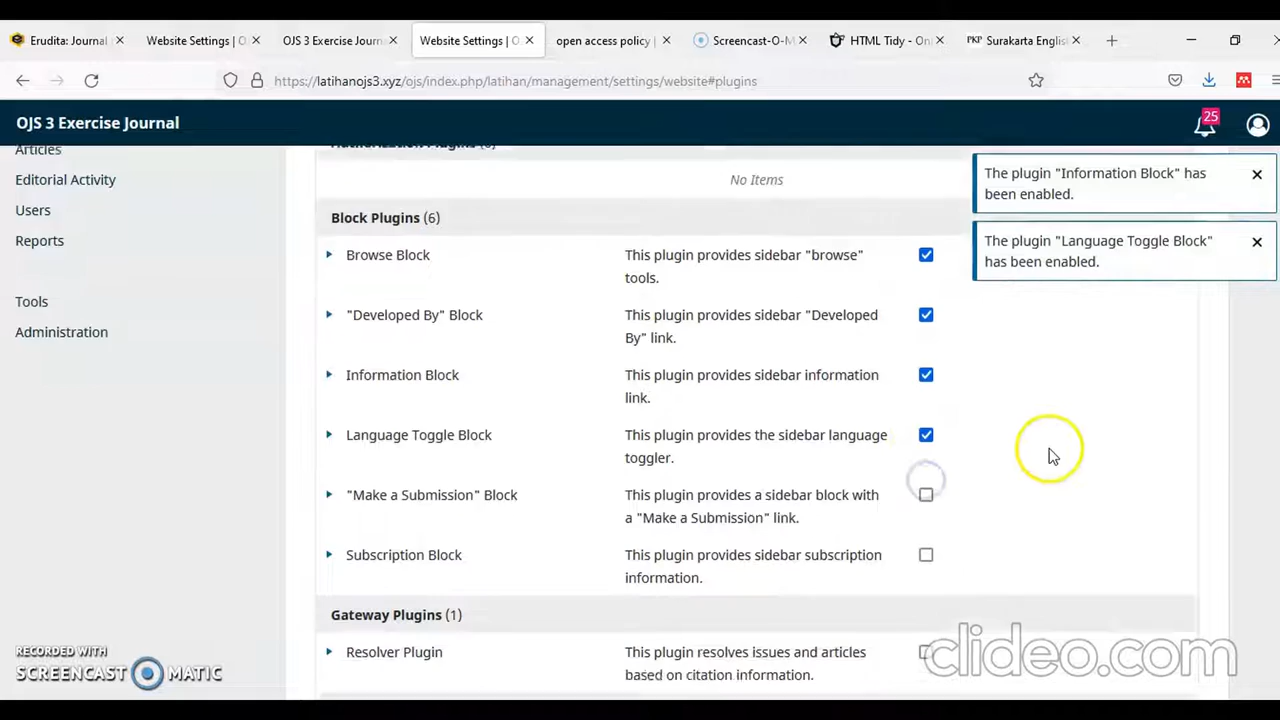 Erudita: Journal
Website Settings | O
OJS 3 Exercise Journa
Website Settings | O
open access policy |
Screencast-O-M
HTML Tidy - Onl
PKP Surakarta English
https://latihanojs3.xyz/ojs/index.php/latihan/management/settings/website#plugins
OJS 3 Exercise Journal
25
Articles
Editorial Activity
Users
Reports
Tools
Administration
No Items
Block Plugins (6)
Browse Block
This plugin provides sidebar "browse"
tools.
"Developed By" Block
This plugin provides sidebar "Developed
By" link.
Information Block
This plugin provides sidebar information
link.
Language Toggle Block
This plugin provides the sidebar language
toggler.
"Make a Submission" Block
This plugin provides a sidebar block with
a "Make a Submission" link.
Subscription Block
This plugin provides sidebar subscription
information.
Gateway Plugins (1)
Resolver Plugin
This plugin resolves issues and articles
based on citation information.
The plugin "Information Block" has
been enabled.
The plugin "Language Toggle Block"
has been enabled.
RECORDED WITH
SCREENCAST MATIC
clideo.com